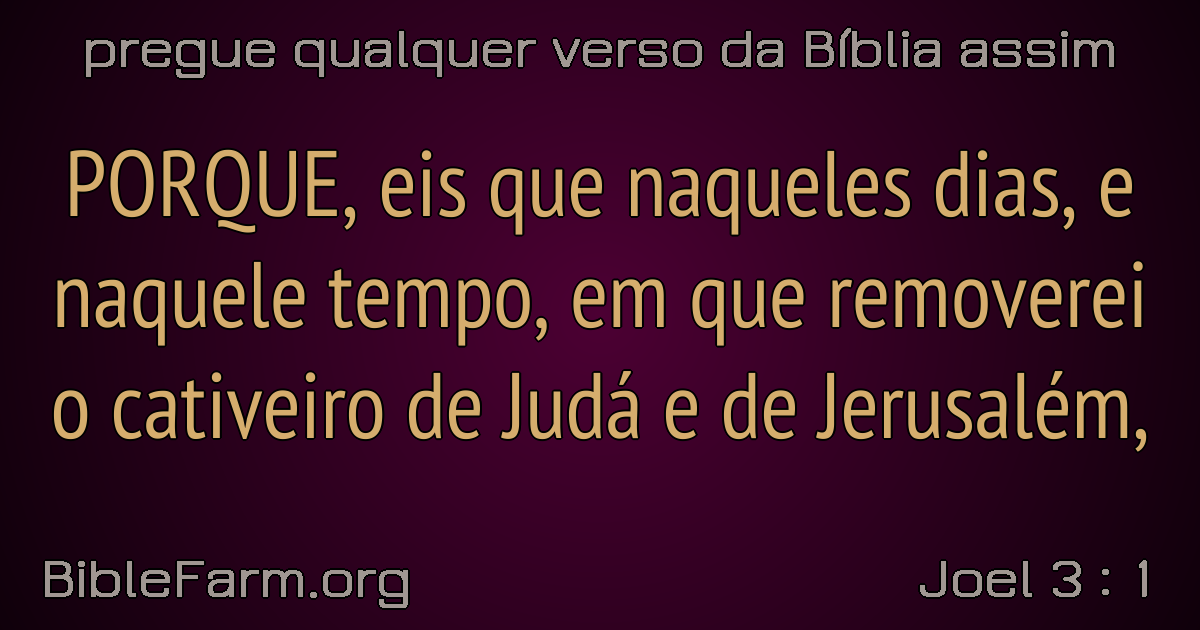 pregue qualquer verso da Bíblia assim
PORQUE, eis que naqueles dias, e
naquele tempo, em que removerei
o cativeiro de Judá e de Jerusalém,
BibleFarm.org
Joel 3 : 1